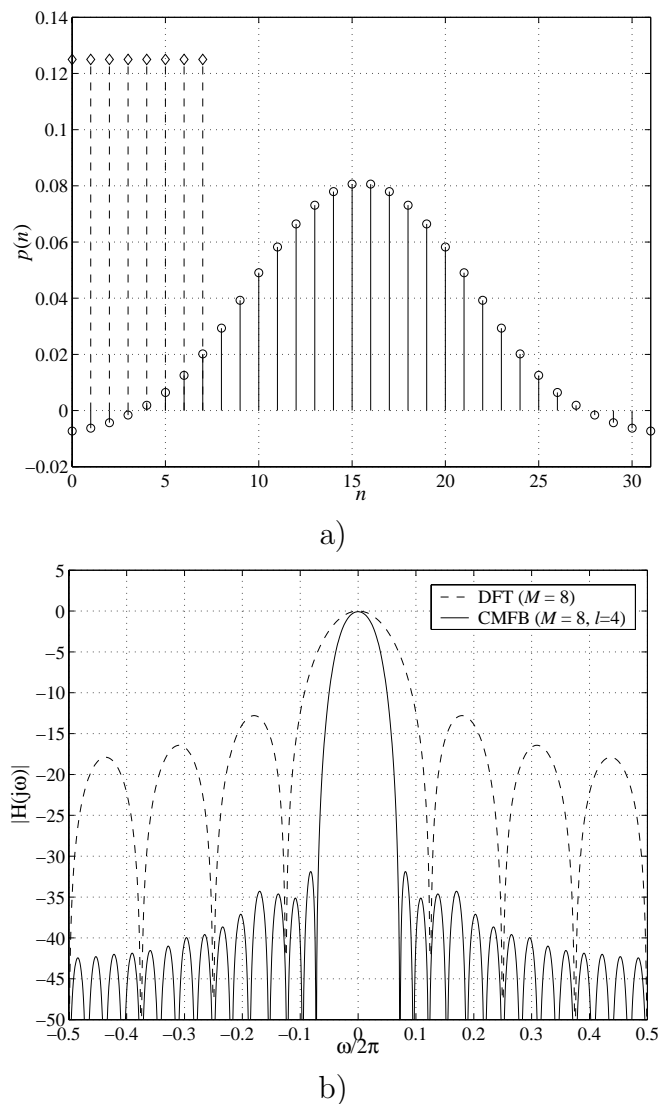 0.14
0.12
0.1
0.08
0.06
0.04
0.02
0
−0.02
p(n)
0 5 10 15 20 25 30
n
a)
5
0
−5
−10
−15
−20
−25
−30
−35
−40
−45
−50
|H(jω)|
DFT (M = 8)
CMFB (M = 8, l=4)
−0.5 −0.4 −0.3 −0.2 −0.1 0 0.1 0.2 0.3 0.4 0.5
ω/2π
b)